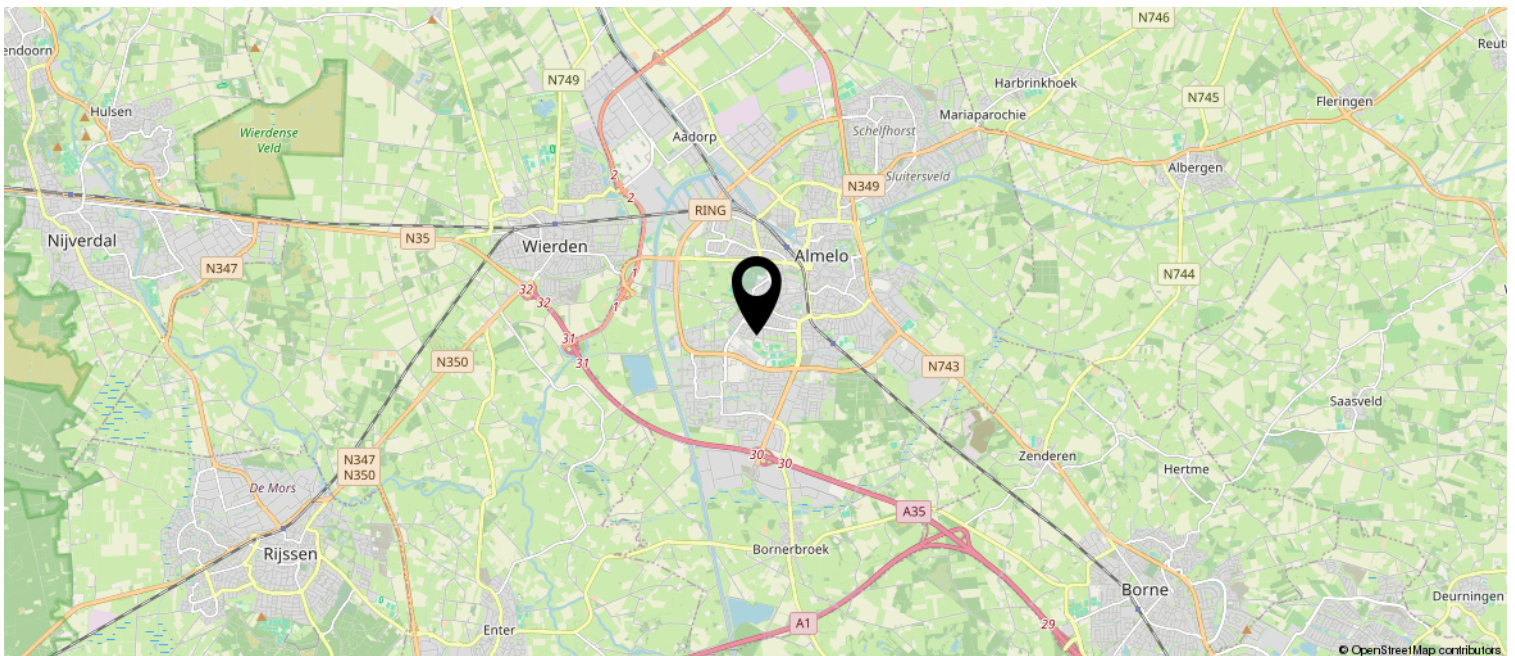 N746
endoorn
Reut
N749
Harbrinkhoek
N745
Hulsen
Mariaparochie
Fleringen
Schelfhorst
Wierdense
Veld
Aadorp
Albergen
2
2
N349
Sluitersveld
RING
N35
Nijverdal
Wierden
Almelo
N347
1
N744
32
32
1
31
31
N350
N743
Saasveld
N347
N350
30
30
Zenderen
Hertme
De Mors
A35
Rijssen
Bornerbroek
Borne
Deurningen
Enter
A1
29
© OpenStreetMap contributors